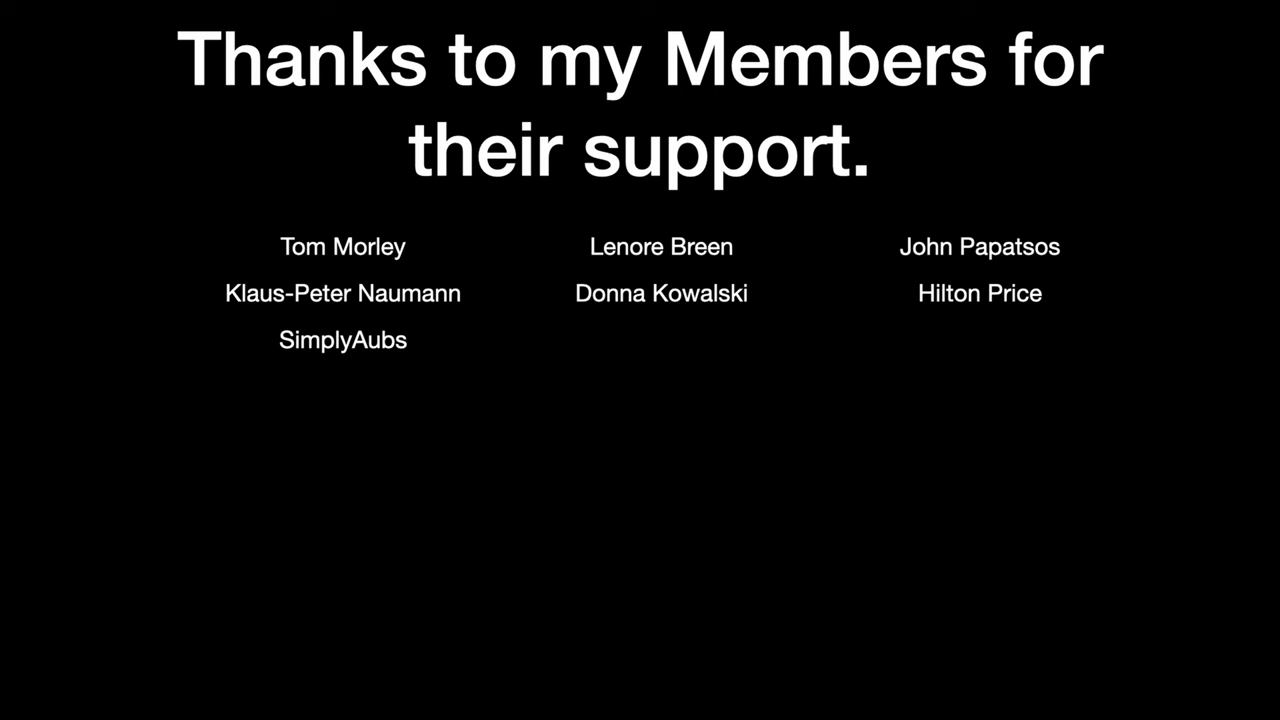 Thanks to my Members for
their support.
Tom Morley Lenore Breen John Papatsos
Klaus-Peter Naumann Donna Kowalski Hilton Price
SimplyAubs